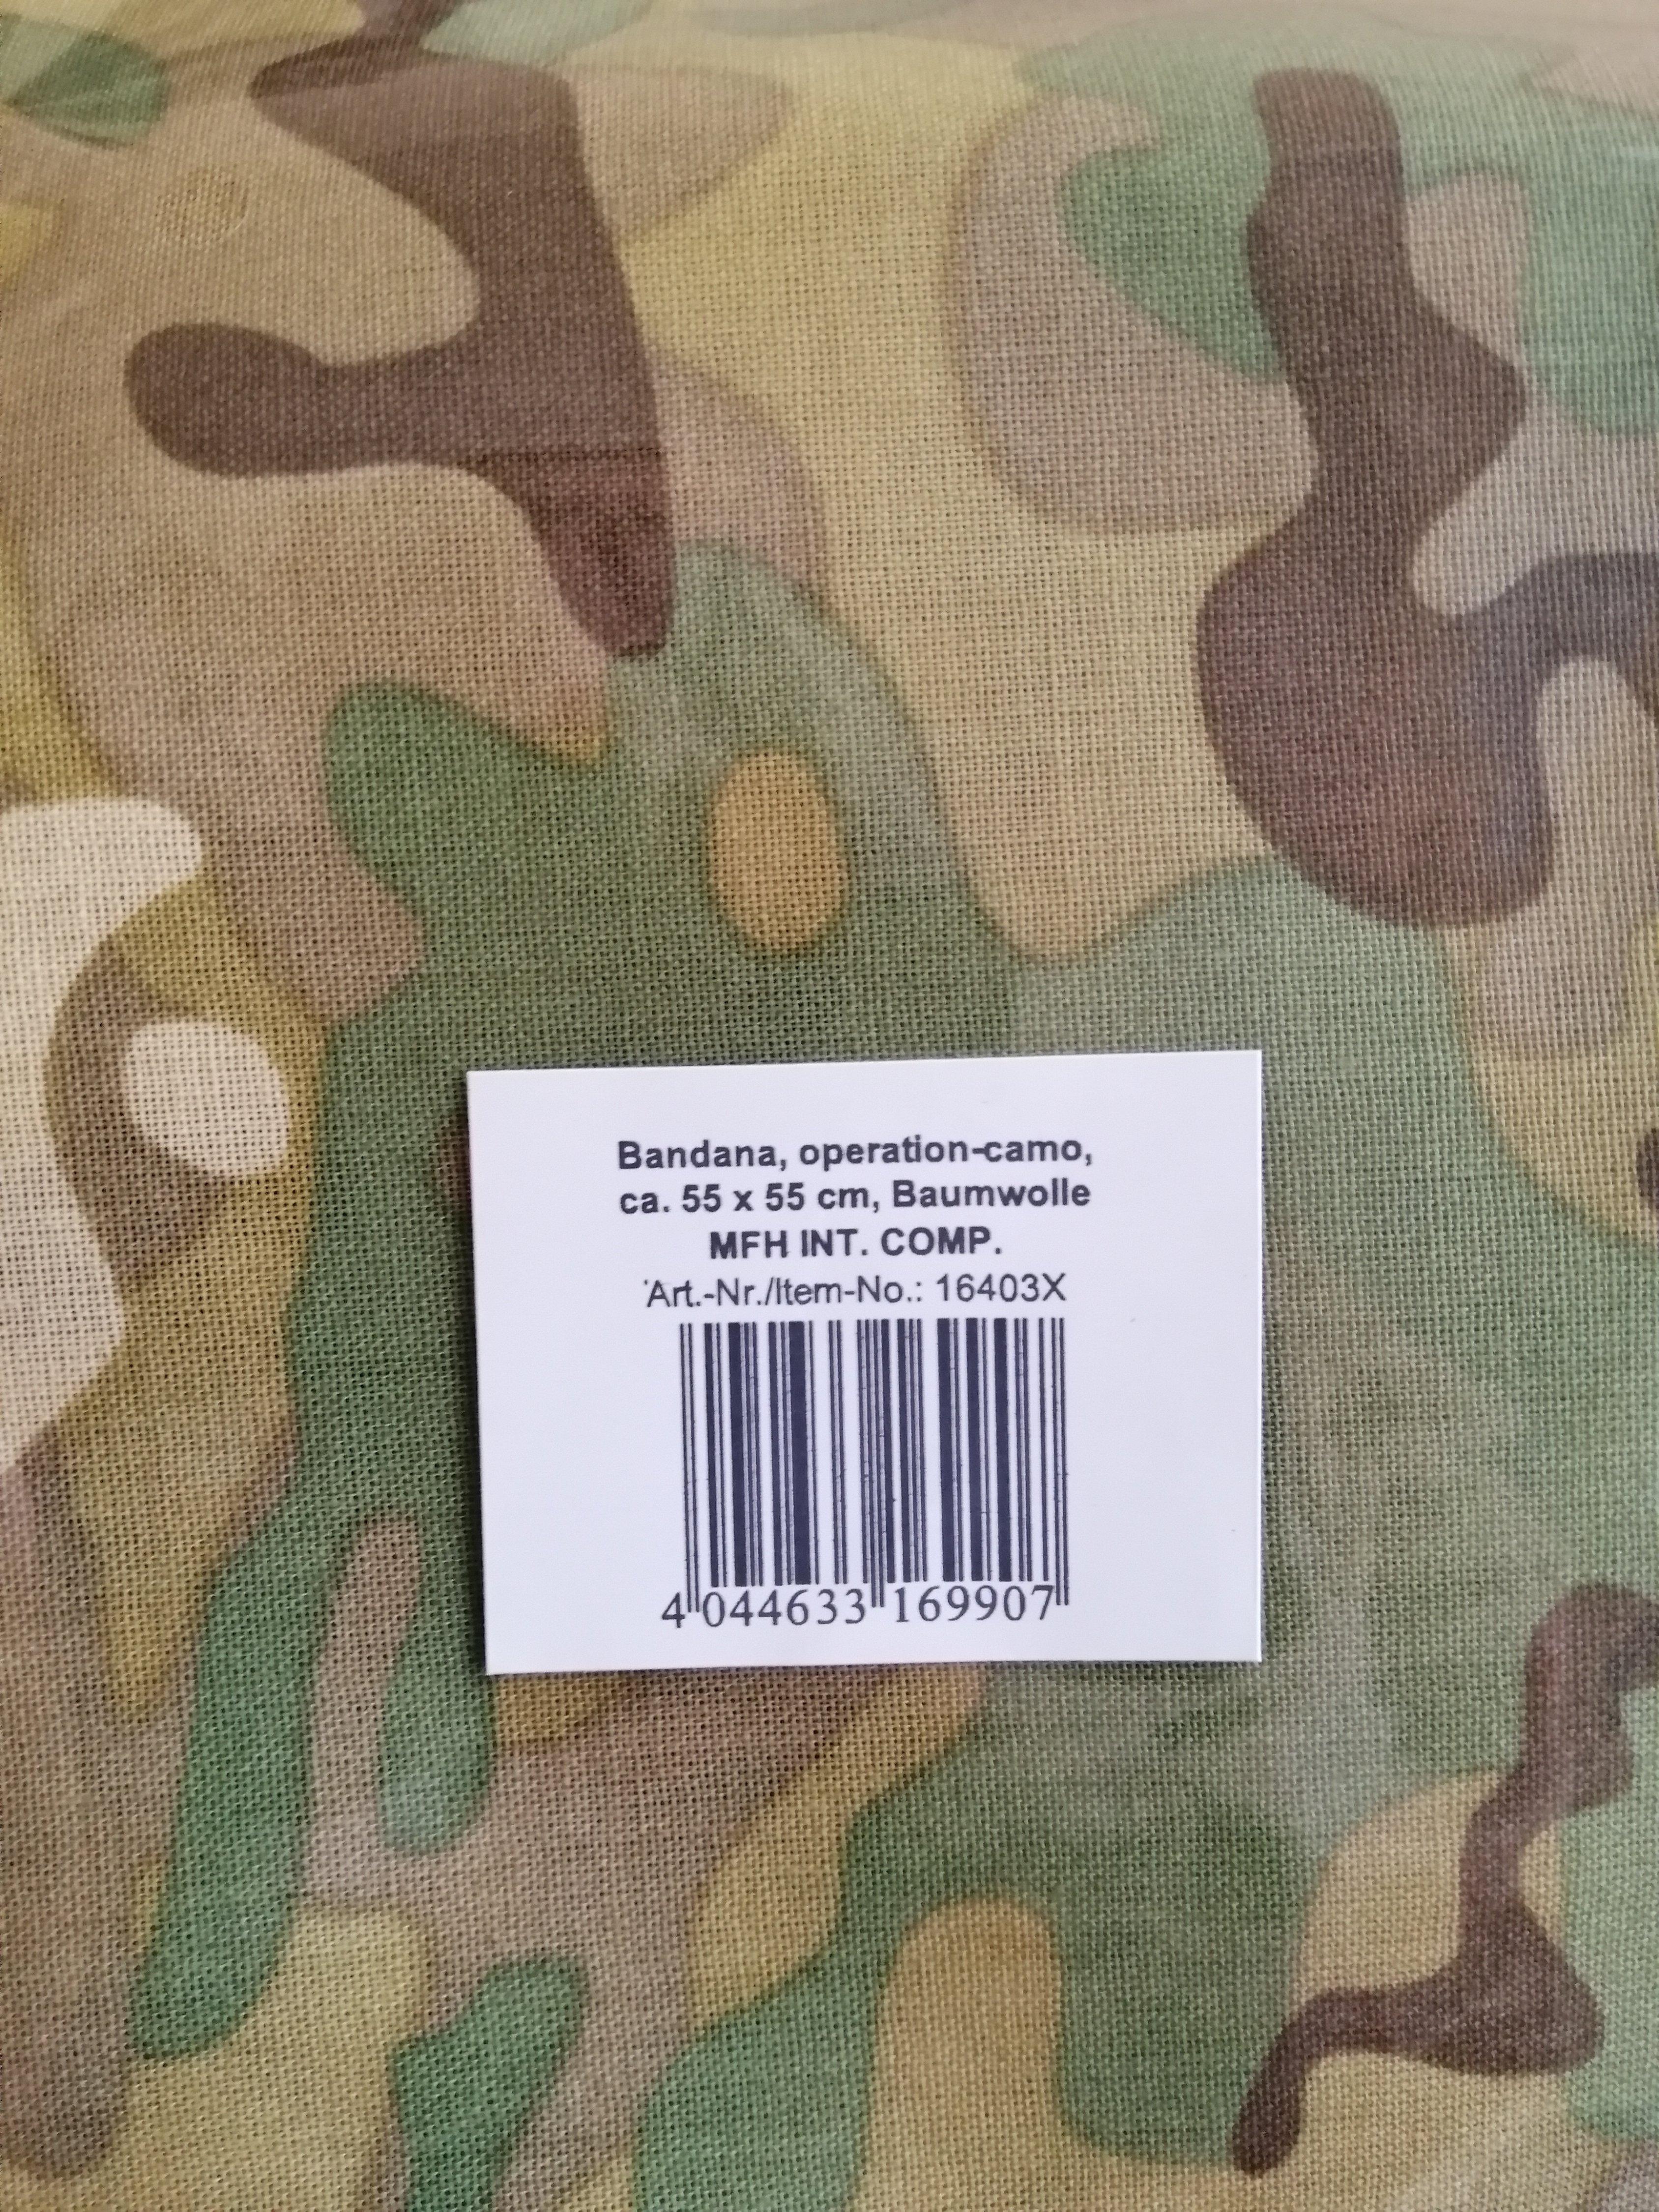 Bandana, operation-camo,
ca. 55 x 55 cm, Baumwolle
MFH INT. COMP.
Art.-Nr./Item-No.: 16403X
4 044633 169907